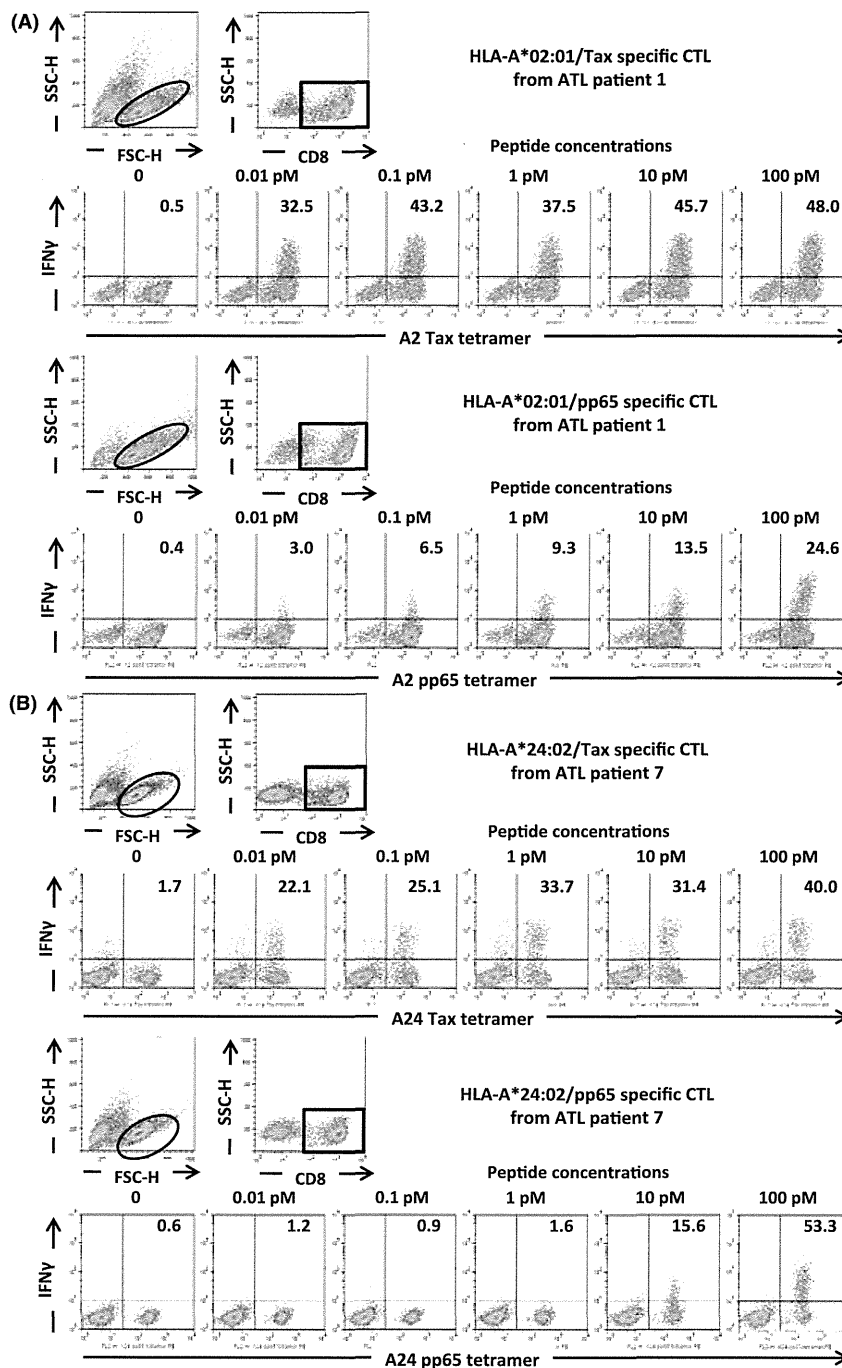 (A)
SSC-H
FSC-H
SSC-H
CD8
HLA-A*02:01/Tax specific CTL
from ATL patient 1
Peptide concentrations
0 0.01 pM 0.1 pM 1 pM 10 pM 100 pM
IFNγ
0.5 32.5 43.2 37.5 45.7 48.0
A2 Tax tetramer
SSC-H
FSC-H
SSC-H
CD8
HLA-A*02:01/pp65 specific CTL
from ATL patient 1
Peptide concentrations
0 0.01 pM 0.1 pM 1 pM 10 pM 100 pM
IFNγ
0.4 3.0 6.5 9.3 13.5 24.6
A2 pp65 tetramer
(B)
SSC-H
FSC-H
SSC-H
CD8
HLA-A*24:02/Tax specific CTL
from ATL patient 7
Peptide concentrations
0 0.01 pM 0.1 pM 1 pM 10 pM 100 pM
IFNγ
1.7 22.1 25.1 33.7 31.4 40.0
A24 Tax tetramer
SSC-H
FSC-H
SSC-H
CD8
HLA-A*24:02/pp65 specific CTL
from ATL patient 7
Peptide concentrations
0 0.01 pM 0.1 pM 1 pM 10 pM 100 pM
IFNγ
0.6 1.2 0.9 1.6 15.6 53.3
A24 pp65 tetramer